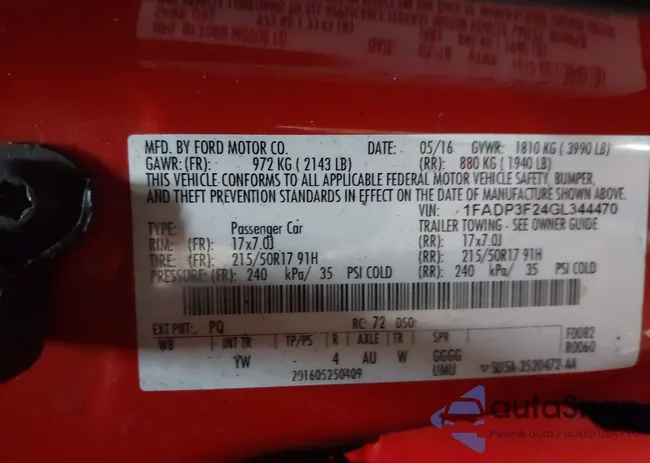 MFD. BY FORD MOTOR CO. DATE: 05/16 GVWR: 1810 KG ( 3990 LB)
GAWR: (FR): 972 KG ( 2143 LB) (RR): 880 KG ( 1940 LB)
THIS VEHICLE CONFORMS TO ALL APPLICABLE FEDERAL MOTOR VEHICLE SAFETY, BUMPER,
AND THEFT PREVENTION STANDARDS IN EFFECT ON THE DATE OF MANUFACTURE SHOWN ABOVE.
VIN: 1FADP3F24GL344470
TYPE: Passenger Car TRAILER TOWING - SEE OWNER GUIDE
RIM: (FR): 17x7.0J (RR): 17x7.0J
TIRE: (FR): 215/50R17 91H (RR): 215/50R17 91H
PRESSURE: (FR): 240 kPa/ 35 PSI COLD (RR): 240 kPa/ 35 PSI COLD
EXT PNT: PQ RC: 72 DSO: F0082
WB INT TR TP/PS R AXLE TR SPR R0060
YW 4 AU W GGGG
201605250409 UMU